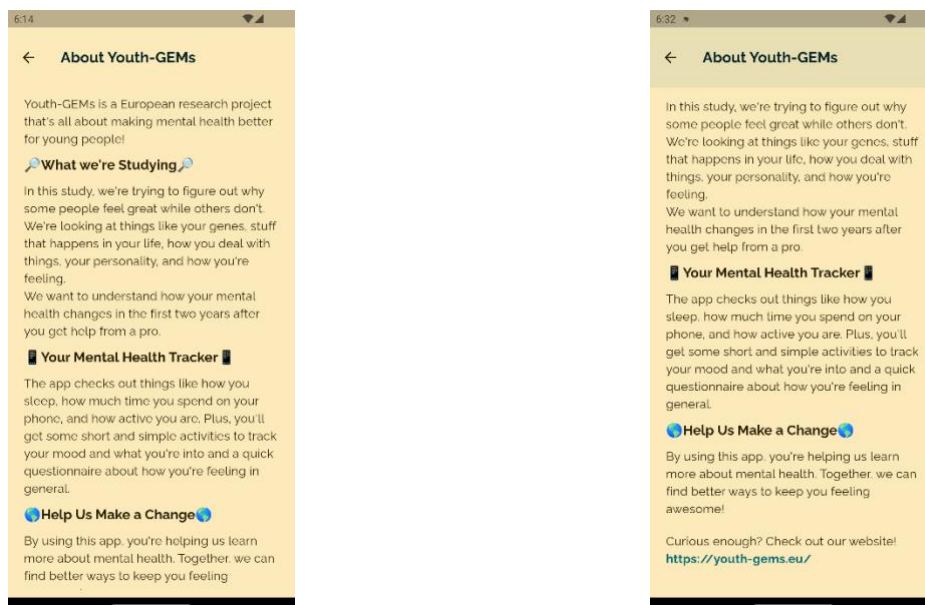 6:14
About Youth-GEMs
Youth-GEMs is a European research project
that's all about making mental health better
for young people!
🔎What we're Studying🔎
In this study, we're trying to figure out why
some people feel great while others don't.
We're looking at things like your genes, stuff
that happens in your life, how you deal with
things, your personality, and how you're
feeling.
We want to understand how your mental
health changes in the first two years after
you get help from a pro.
📱Your Mental Health Tracker📱
The app checks out things like how you
sleep, how much time you spend on your
phone, and how active you are. Plus, you'll
get some short and simple activities to track
your mood and what you're into and a quick
questionnaire about how you're feeling in
general.
🌎Help Us Make a Change🌎
By using this app, you're helping us learn
more about mental health. Together, we can
find better ways to keep you feeling
6:32
About Youth-GEMs
In this study, we're trying to figure out why
some people feel great while others don't.
We're looking at things like your genes, stuff
that happens in your life, how you deal with
things, your personality, and how you're
feeling.
We want to understand how your mental
health changes in the first two years after
you get help from a pro.
📱Your Mental Health Tracker📱
The app checks out things like how you
sleep, how much time you spend on your
phone, and how active you are. Plus, you'll
get some short and simple activities to track
your mood and what you're into and a quick
questionnaire about how you're feeling in
general.
🌎Help Us Make a Change🌎
By using this app, you're helping us learn
more about mental health. Together, we can
find better ways to keep you feeling
awesome!
Curious enough? Check out our website!
https://youth-gems.eu/